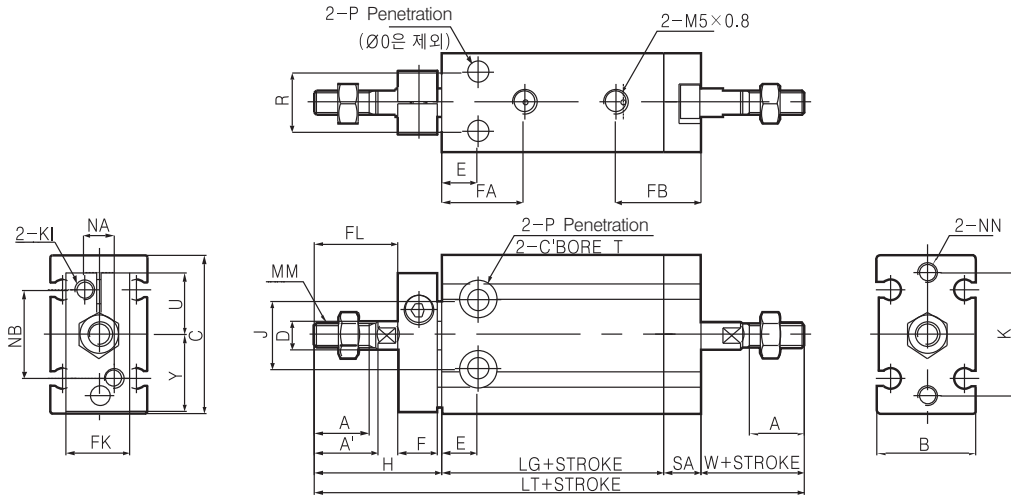 2-P Penetration
(Ø0은 제외)
2-M5×0.8
R
E
FA
FB
NA
2-KI
NB
U
C
Y
FK
FL
MM
2-P Penetration
2-C'BORE T
J
D
A
A'
F
E
A
H
LG+STROKE
SA
W+STROKE
LT+STROKE
2-NN
K
B